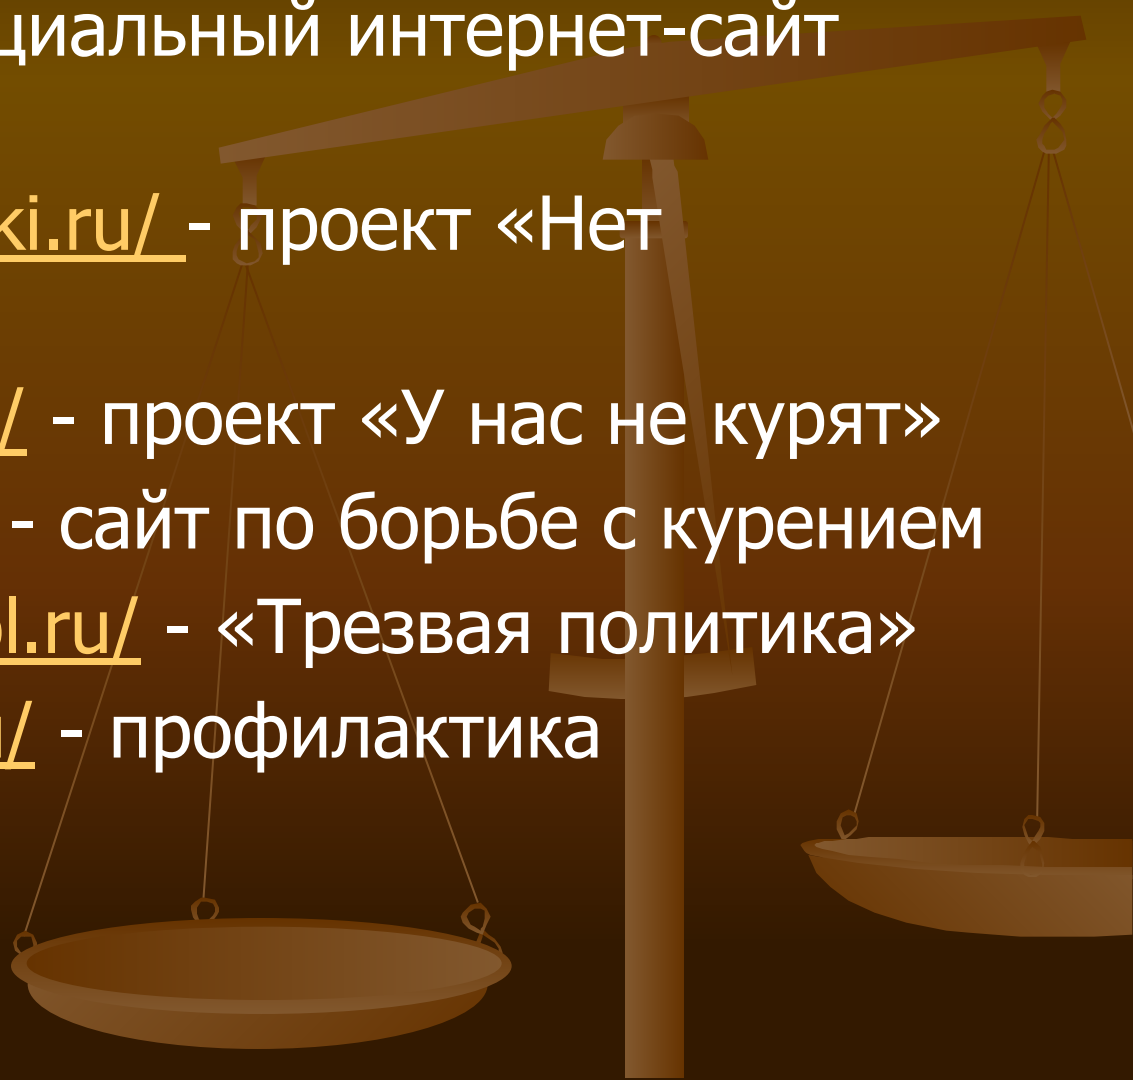 циальный интернет-сайт
ki.ru/ - проект «Нет
/ - проект «У нас не курят»
- сайт по борьбе с курением
l.ru/ - «Трезвая политика»
/ - профилактика